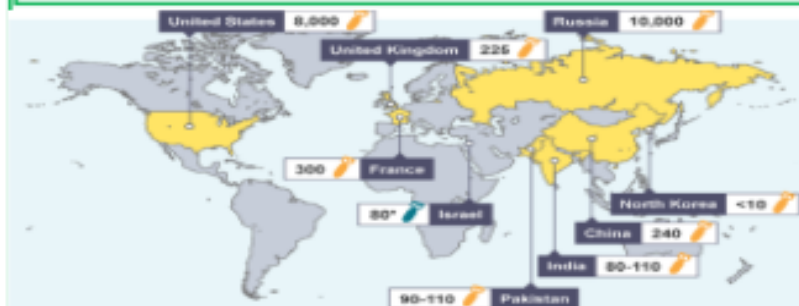 United States 8,000
Russia 10,000
United Kingdom 225
300 France
80* Israel
North Korea <10
China 240
India 80-110
90-110 Pakistan